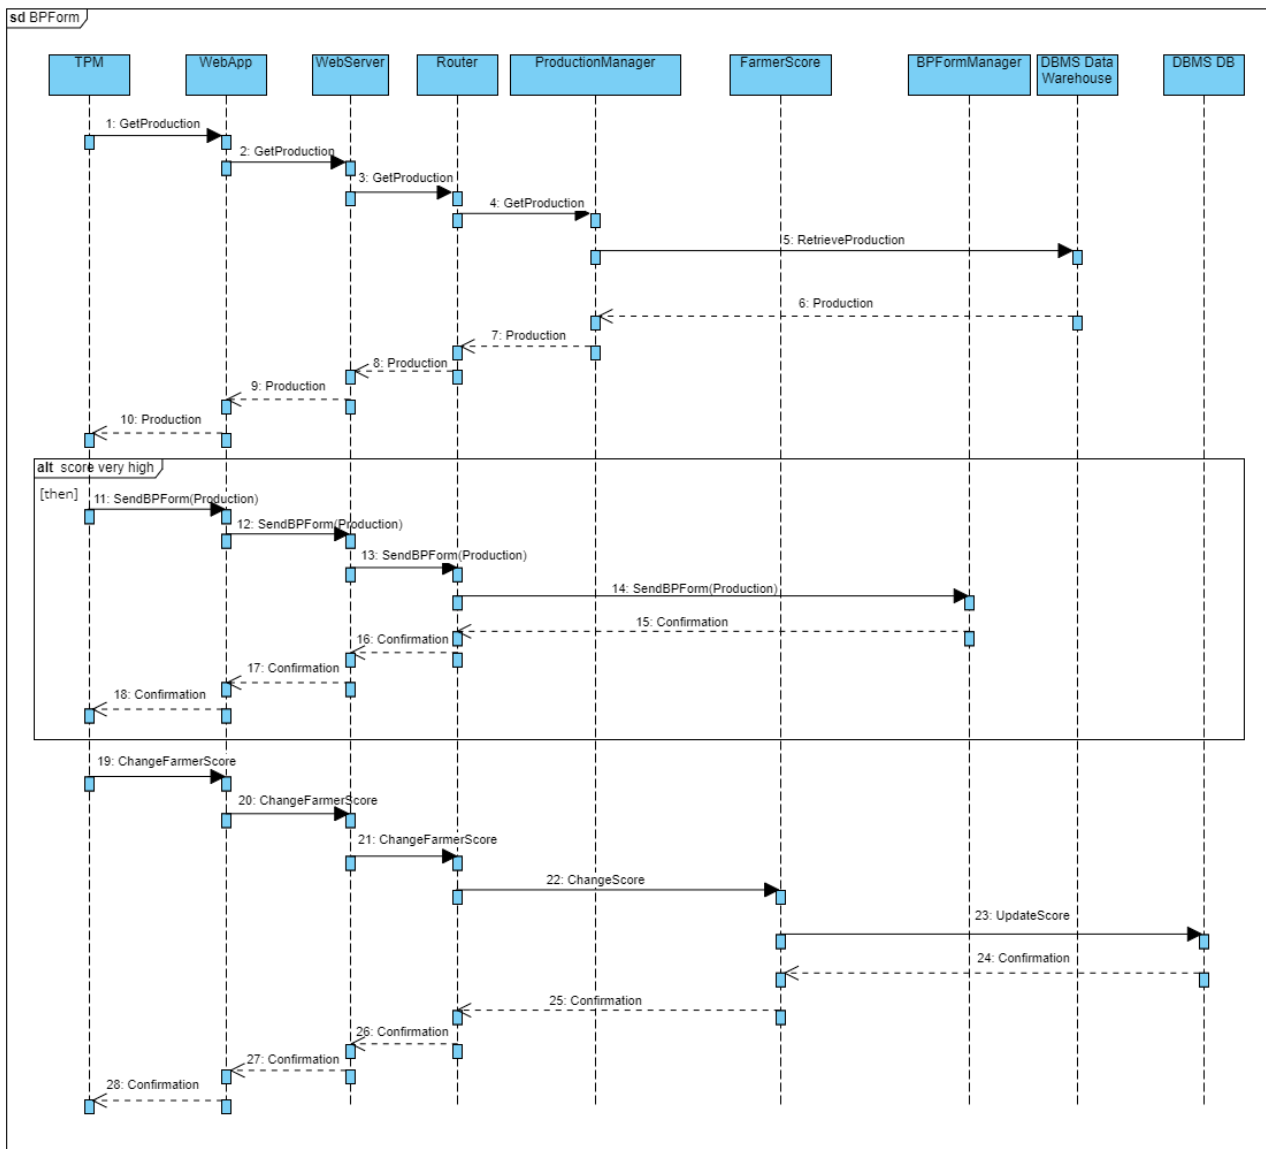 sd BPForm
TPM
WebApp
WebServer
Router
ProductionManager
FarmerScore
BPFormManager
DBMS Data
Warehouse
DBMS DB
1: GetProduction
2: GetProduction
3: GetProduction
4: GetProduction
5: RetrieveProduction
6: Production
7: Production
8: Production
9: Production
10: Production
alt score very high
[then]
11: SendBPForm(Production)
12: SendBPForm(Production)
13: SendBPForm(Production)
14: SendBPForm(Production)
15: Confirmation
16: Confirmation
17: Confirmation
18: Confirmation
19: ChangeFarmerScore
20: ChangeFarmerScore
21: ChangeFarmerScore
22: ChangeScore
23: UpdateScore
24: Confirmation
25: Confirmation
26: Confirmation
27: Confirmation
28: Confirmation